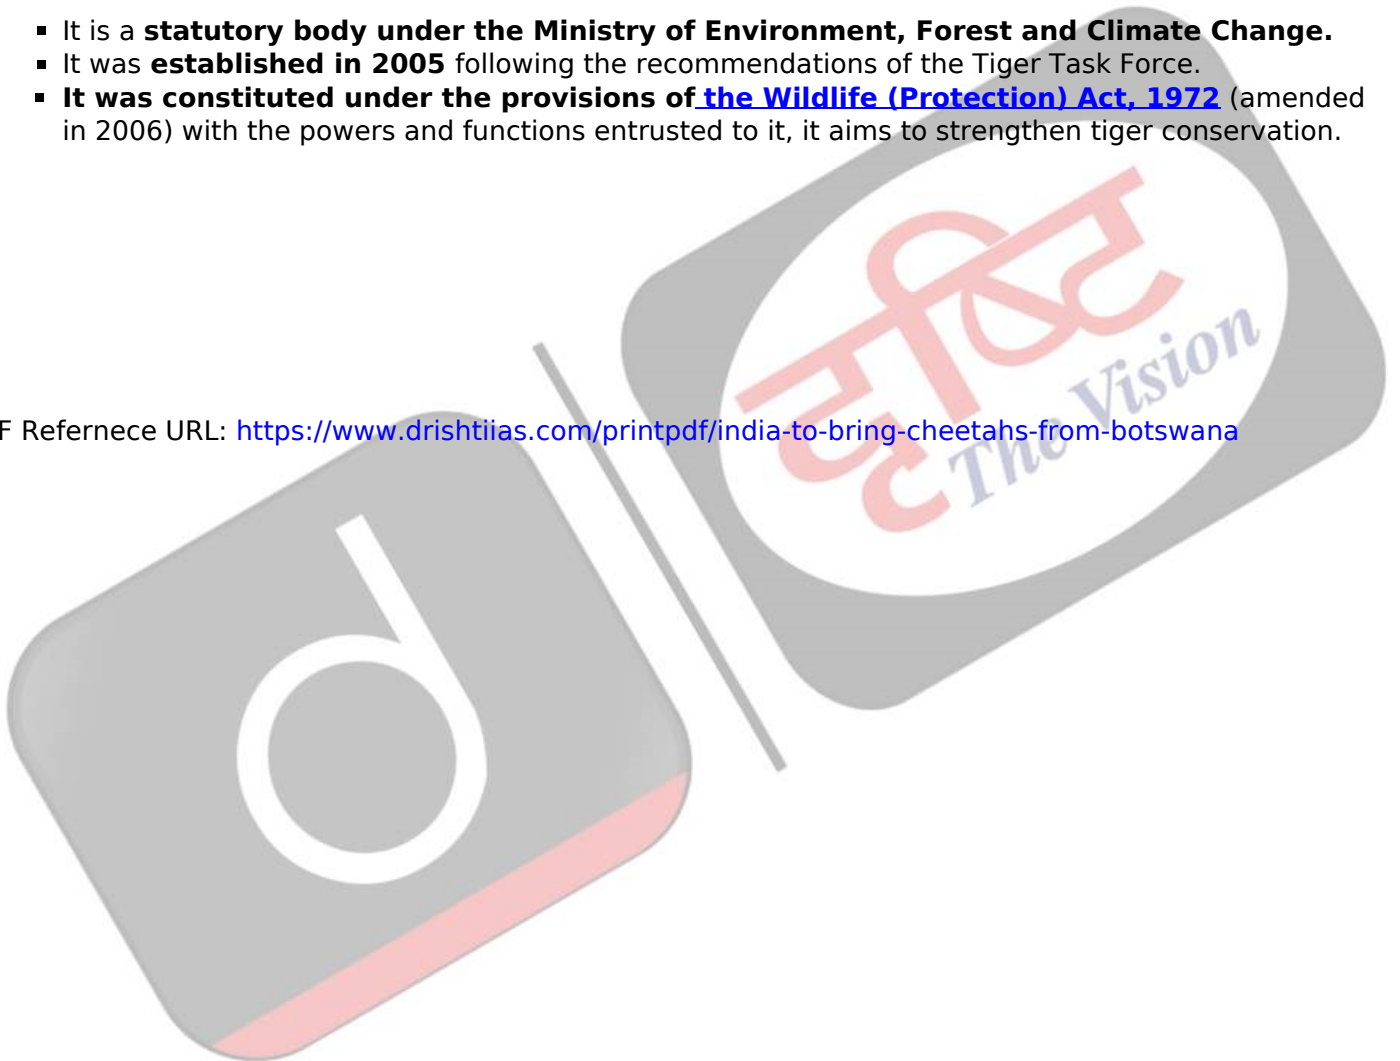 It is a statutory body under the Ministry of Environment, Forest and Climate Change.
It was established in 2005 following the recommendations of the Tiger Task Force.
It was constituted under the provisions of the Wildlife (Protection) Act, 1972 (amended
in 2006) with the powers and functions entrusted to it, it aims to strengthen tiger conservation.
दृष्टि
The Vision
F Refernece URL: https://www.drishtiias.com/printpdf/india-to-bring-cheetahs-from-botswana
d